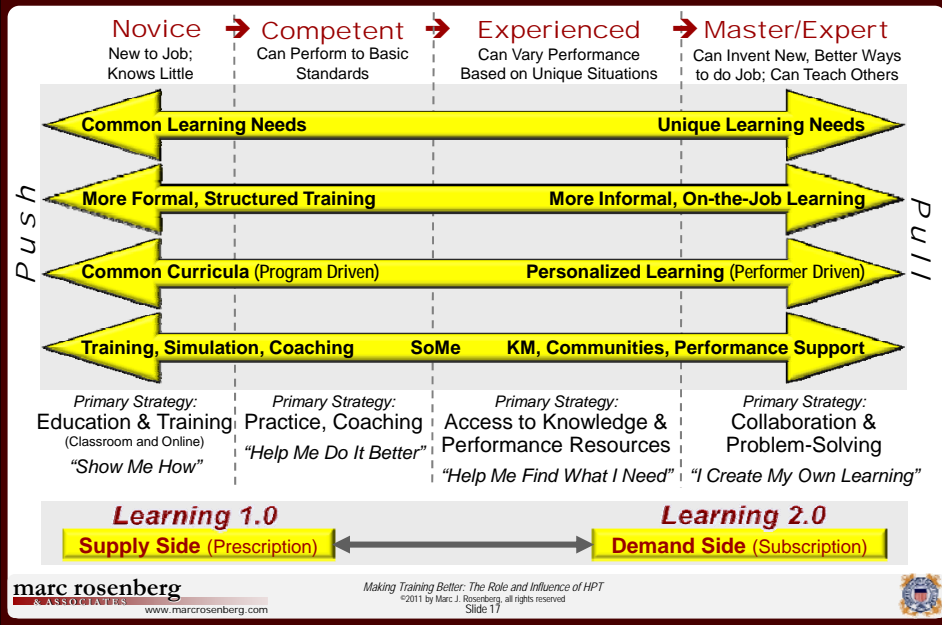 Novice → Competent → Experienced → Master/Expert
New to Job;
Knows Little
Can Perform to Basic
Standards
Can Vary Performance
Based on Unique Situations
Can Invent New, Better Ways
to do Job; Can Teach Others
Push
Common Learning Needs Unique Learning Needs
More Formal, Structured Training More Informal, On-the-Job Learning
Common Curricula (Program Driven) Personalized Learning (Performer Driven)
Training, Simulation, Coaching SoMe KM, Communities, Performance Support
Pull
Primary Strategy:
Education & Training
(Classroom and Online)
"Show Me How"
Primary Strategy:
Practice, Coaching
"Help Me Do It Better"
Primary Strategy:
Access to Knowledge &
Performance Resources
"Help Me Find What I Need"
Primary Strategy:
Collaboration &
Problem-Solving
"I Create My Own Learning"
Learning 1.0 Learning 2.0
Supply Side (Prescription) Demand Side (Subscription)
marc rosenberg
& ASSOCIATES
www.marcrosenberg.com
Making Training Better: The Role and Influence of HPT
©2011 by Marc J. Rosenberg, all rights reserved
Slide 17